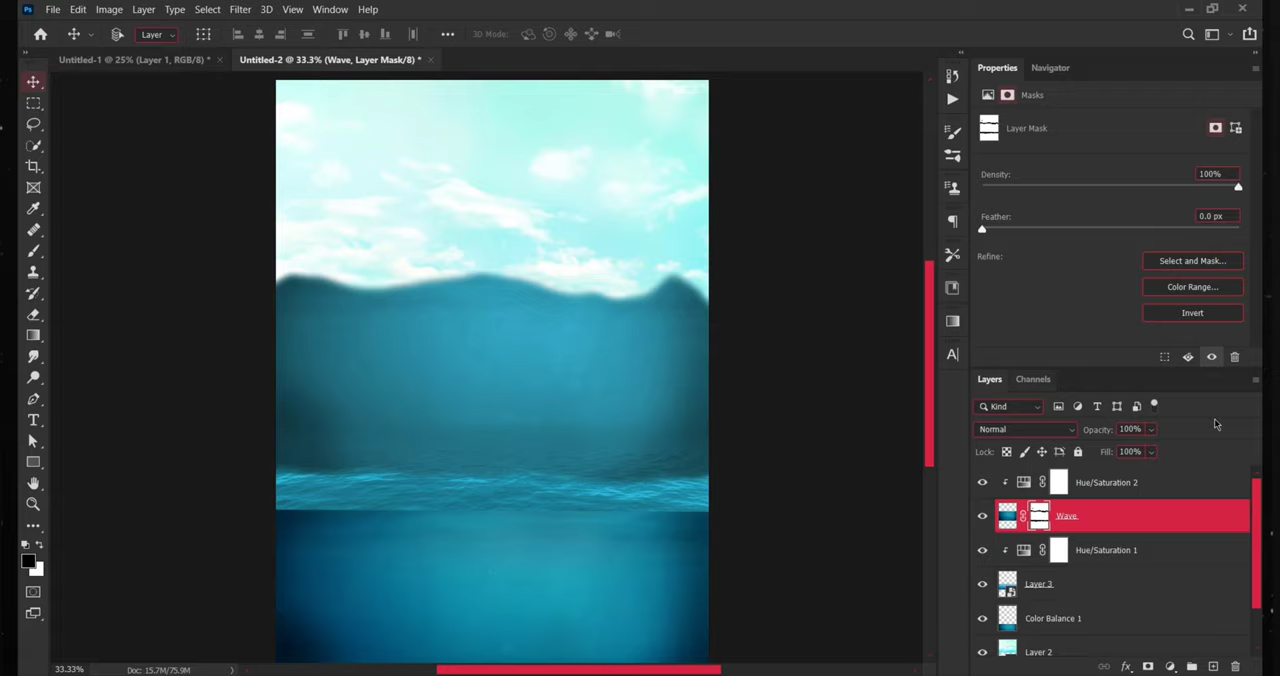 Ps File Edit Image Layer Type Select Filter 3D View Window Help
Layer 3D Mode:
Untitled-1 @ 25% (Layer 1, RGB/8) * × Untitled-2 @ 33.3% (Wave, Layer Mask/8) * ×
Properties Navigator
Masks
Layer Mask
Density: 100%
Feather: 0.0 px
Refine: Select and Mask...
Color Range...
Invert
Layers Channels
Kind
Normal Opacity: 100%
Lock: Fill: 100%
Hue/Saturation 2
Wave
Hue/Saturation 1
Layer 3
Color Balance 1
Layer 2
33.33% Doc: 15.7M/75.9M